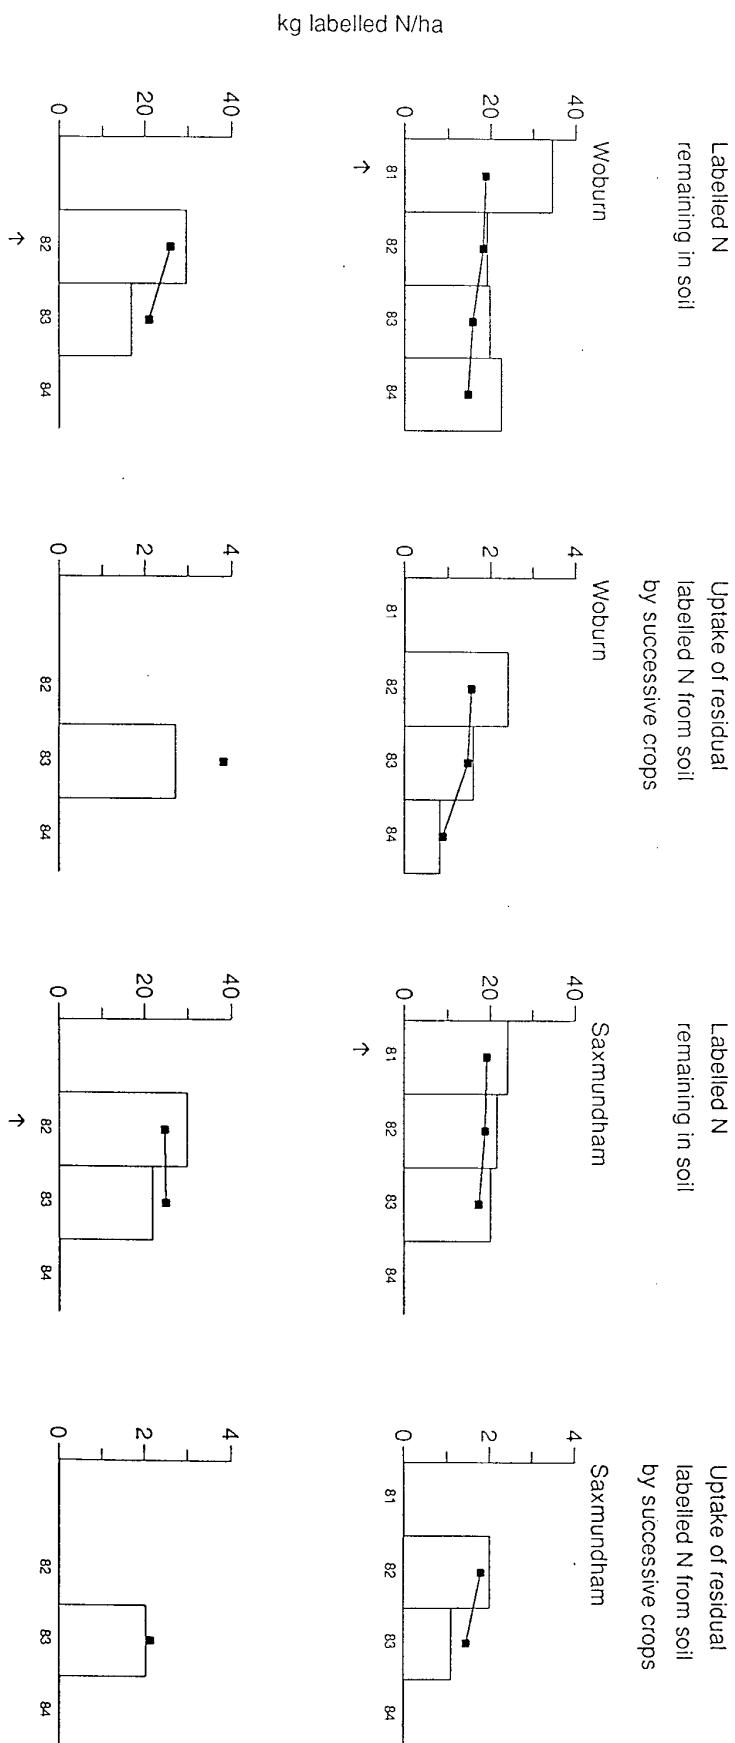 Labelled N
remaining in soil
Uptake of residual
labelled N from soil
by successive crops
Labelled N
remaining in soil
Uptake of residual
labelled N from soil
by successive crops
kg labelled N/ha
Woburn
40
20
0
81 82 83 84
Woburn
4
2
0
81 82 83 84
Saxmundham
40
20
0
81 82 83 84
Saxmundham
4
2
0
81 82 83 84
40
20
0
82 83 84
4
2
0
82 83 84
40
20
0
82 83 84
4
2
0
82 83 84